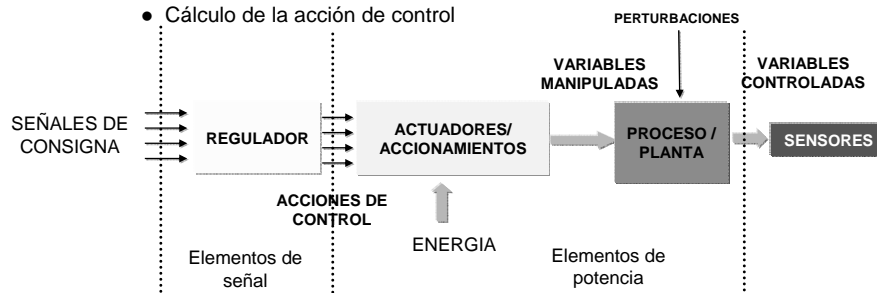 ● Cálculo de la acción de control
PERTURBACIONES
VARIABLES
MANIPULADAS
VARIABLES
CONTROLADAS
SEÑALES DE
CONSIGNA
REGULADOR
ACTUADORES/
ACCIONAMIENTOS
PROCESO /
PLANTA
SENSORES
ACCIONES DE
CONTROL
ENERGIA
Elementos de
señal
Elementos de
potencia